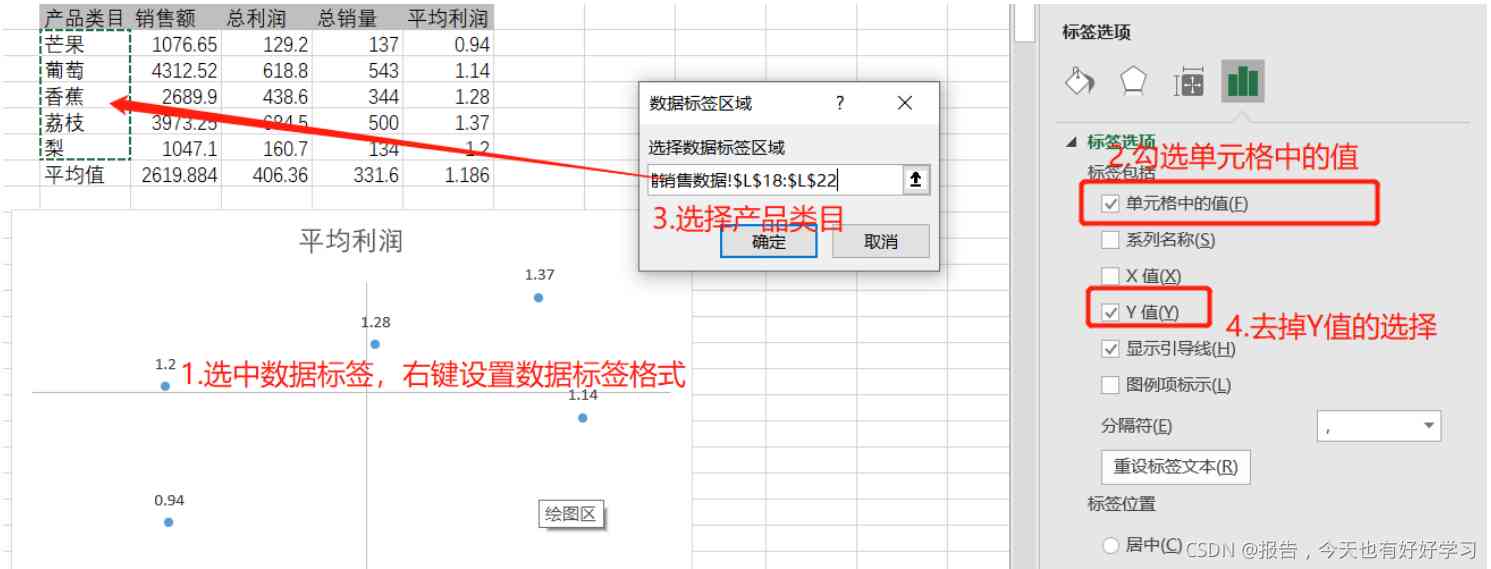 产品类目 销售额 总利润 总销量 平均利润
芒果 1076.65 129.2 137 0.94
葡萄 4312.52 618.8 543 1.14
香蕉 2689.9 438.6 344 1.28
荔枝 3973.25 684.5 500 1.37
梨 1047.1 160.7 134 1.2
平均值 2619.884 406.36 331.6 1.186
平均利润
1.37
1.28
1.2
1.14
0.94
1.选中数据标签，右键设置数据标签格式
绘图区
数据标签区域 ? ×
选择数据标签区域
销售数据!$L$18:$L$22
3.选择产品类目
确定 取消
标签选项
标签选项
2.勾选单元格中的值
标签包括
单元格中的值(F)
系列名称(S)
X 值(X)
Y 值(Y)
4.去掉Y值的选择
显示引导线(H)
图例项标示(L)
分隔符(E) ,
重设标签文本(R)
标签位置
居中(C)
CSDN @报告，今天也有好好学习